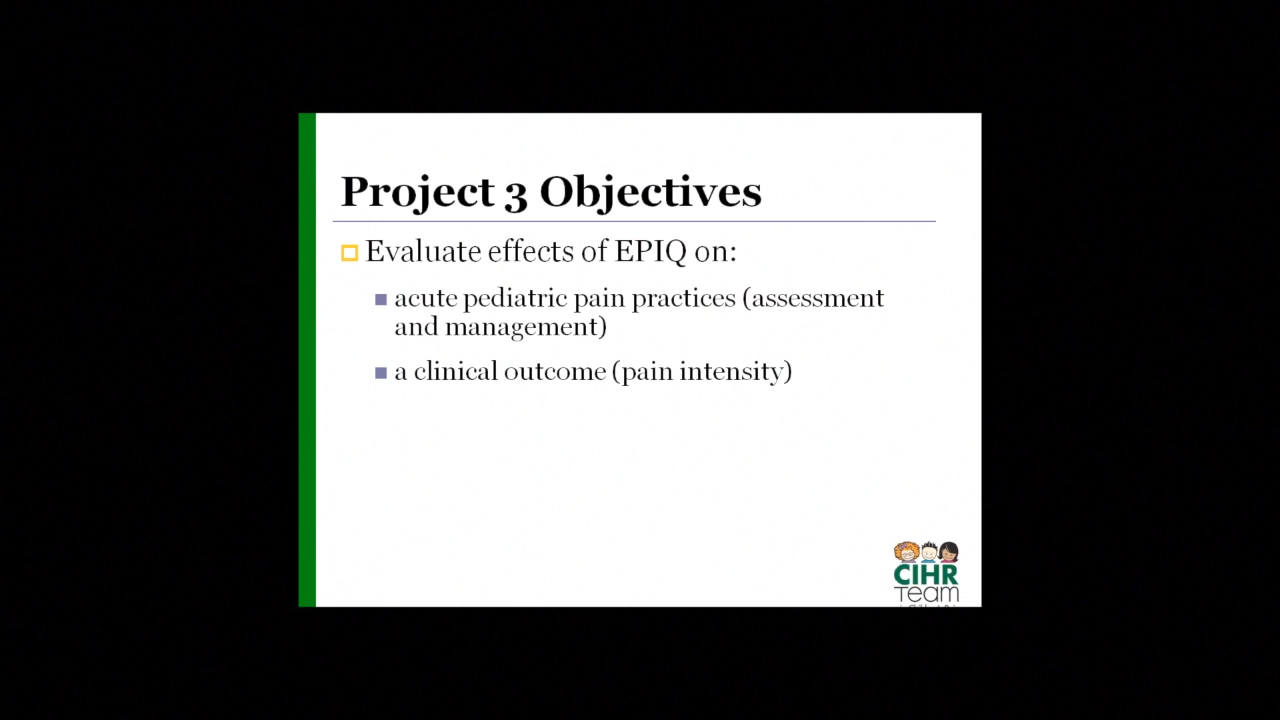 Project 3 Objectives
Evaluate effects of EPIQ on:
acute pediatric pain practices (assessment
and management)
a clinical outcome (pain intensity)
CIHR
Team